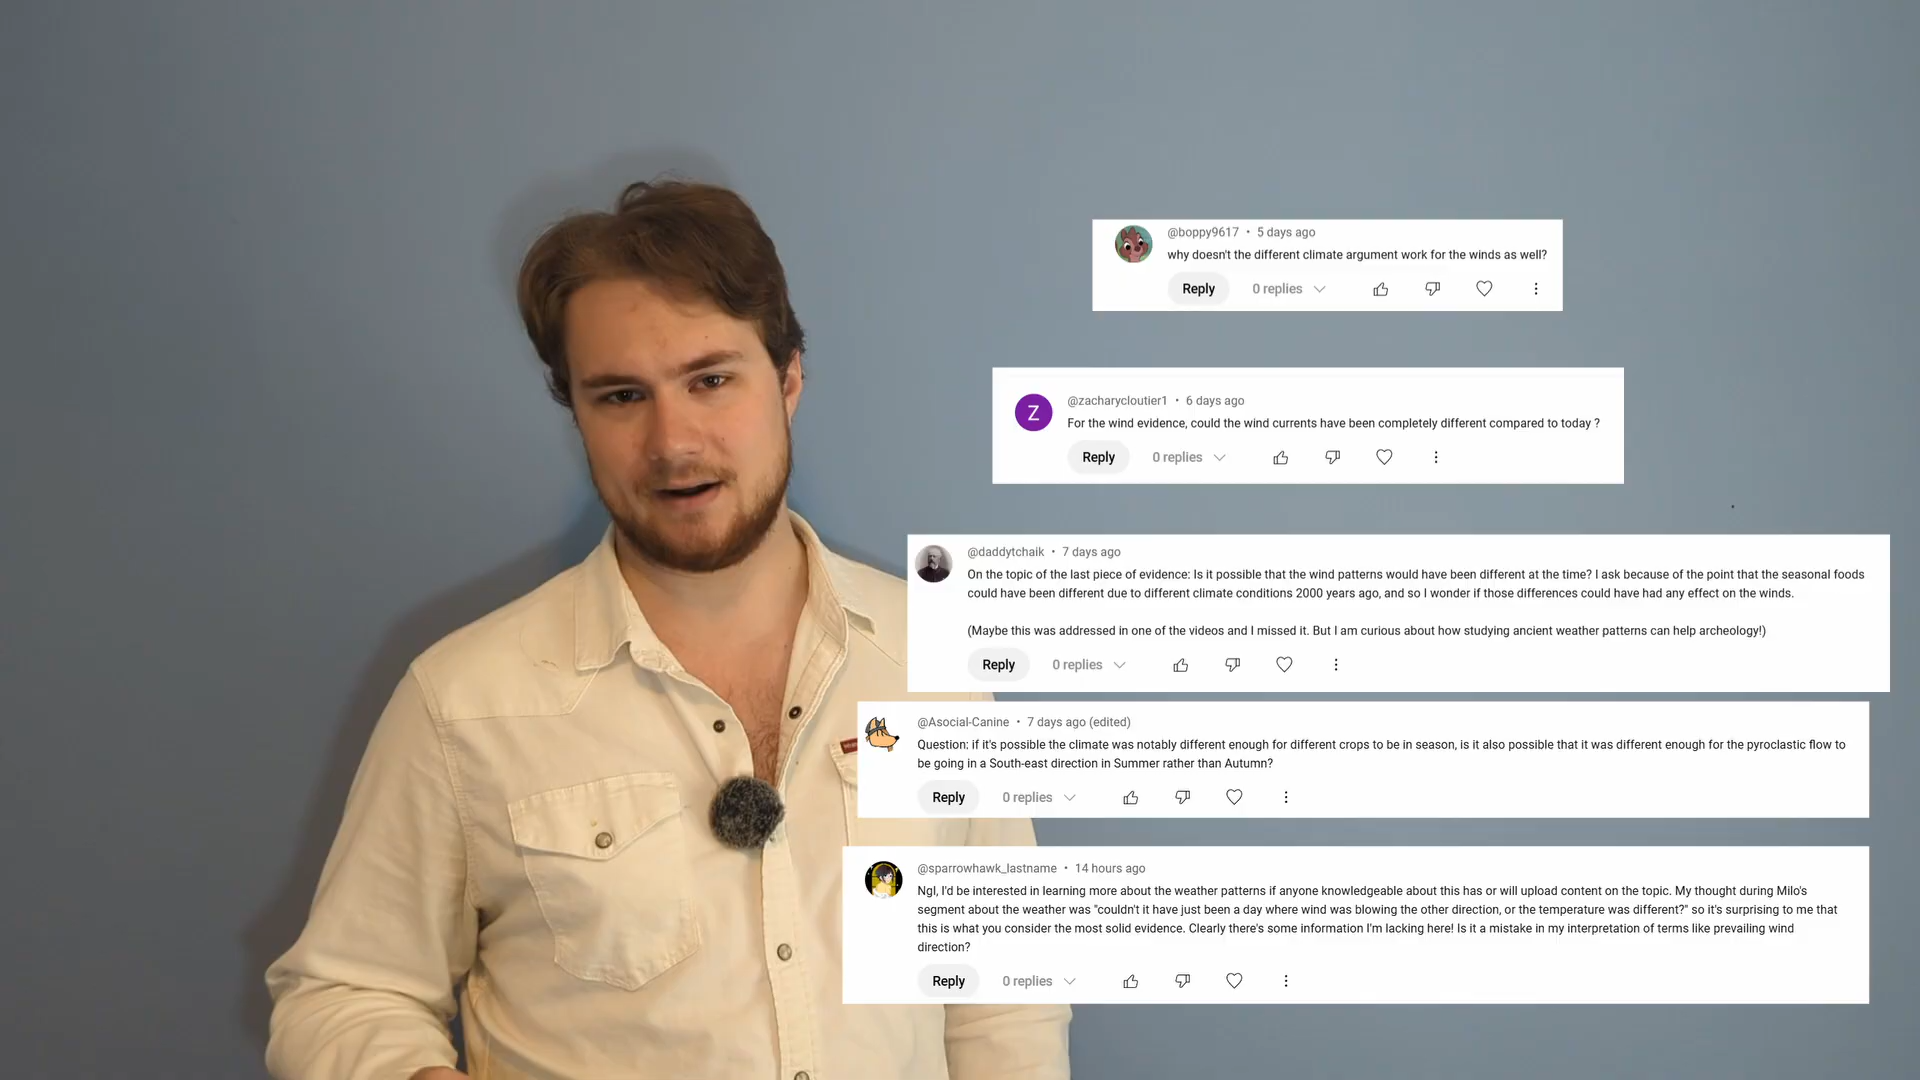 @boppy9617 • 5 days ago
why doesn't the different climate argument work for the winds as well?
Reply 0 replies
Z
@zacharycloutier1 • 6 days ago
For the wind evidence, could the wind currents have been completely different compared to today ?
Reply 0 replies
@daddytchaik • 7 days ago
On the topic of the last piece of evidence: Is it possible that the wind patterns would have been different at the time? I ask because of the point that the seasonal foods
could have been different due to different climate conditions 2000 years ago, and so I wonder if those differences could have had any effect on the winds.
(Maybe this was addressed in one of the videos and I missed it. But I am curious about how studying ancient weather patterns can help archeology!)
Reply 0 replies
@Asocial-Canine • 7 days ago (edited)
Question: if it's possible the climate was notably different enough for different crops to be in season, is it also possible that it was different enough for the pyroclastic flow to
be going in a South-east direction in Summer rather than Autumn?
Reply 0 replies
@sparrowhawk_lastname • 14 hours ago
Ngl, I'd be interested in learning more about the weather patterns if anyone knowledgeable about this has or will upload content on the topic. My thought during Milo's
segment about the weather was "couldn't it have just been a day where wind was blowing the other direction, or the temperature was different?" so it's surprising to me that
this is what you consider the most solid evidence. Clearly there's some information I'm lacking here! Is it a mistake in my interpretation of terms like prevailing wind
direction?
Reply 0 replies